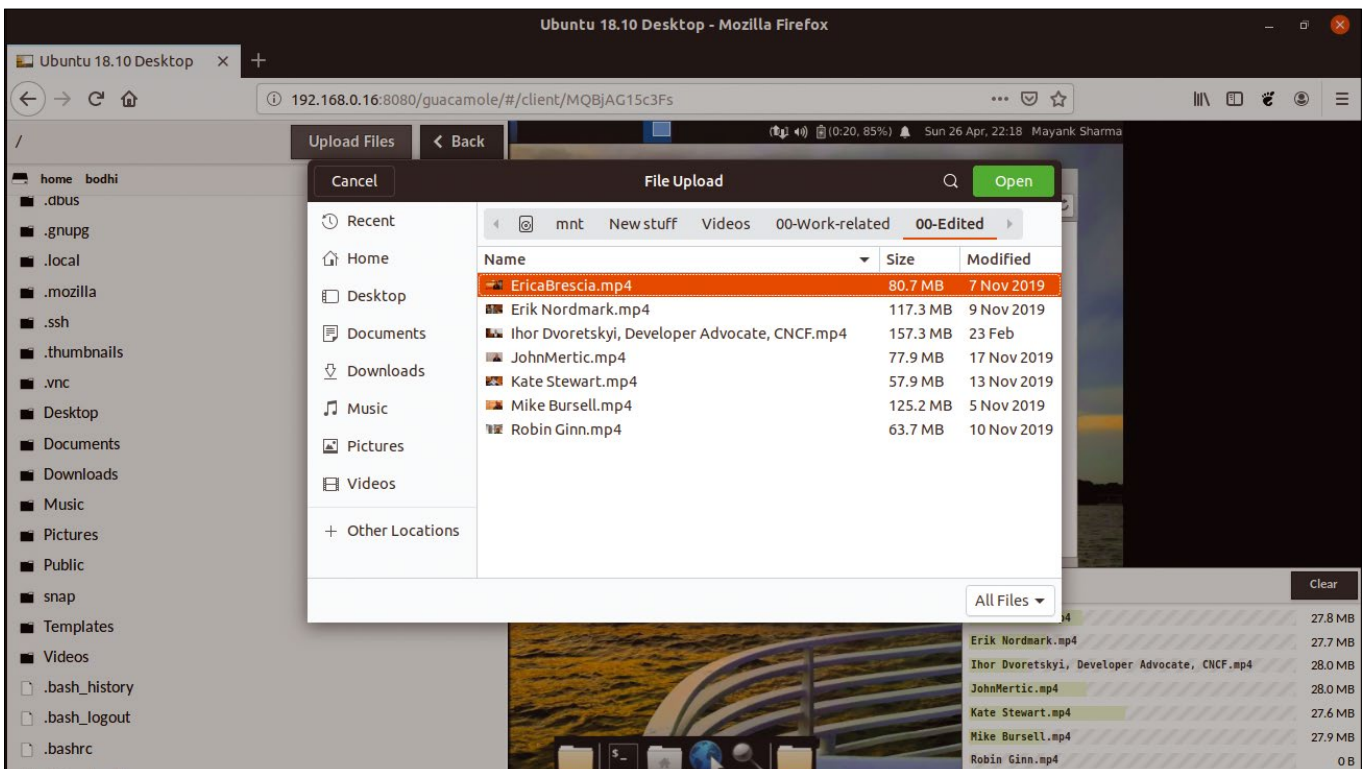 Ubuntu 18.10 Desktop - Mozilla Firefox
Ubuntu 18.10 Desktop
192.168.0.16:8080/guacamole/#/client/MQBjAG15c3Fs
/
Upload Files
Back
(0:20, 85%) Sun 26 Apr, 22:18 Mayank Sharma
home bodhi
.dbus
.gnupg
.local
.mozilla
.ssh
.thumbnails
.vnc
Desktop
Documents
Downloads
Music
Pictures
Public
snap
Templates
Videos
.bash_history
.bash_logout
.bashrc
Cancel
File Upload
Open
Recent
Home
Desktop
Documents
Downloads
Music
Pictures
Videos
+ Other Locations
mnt New stuff Videos 00-Work-related 00-Edited
Name Size Modified
EricaBrescia.mp4 80.7 MB 7 Nov 2019
Erik Nordmark.mp4 117.3 MB 9 Nov 2019
Ihor Dvoretskyi, Developer Advocate, CNCF.mp4 157.3 MB 23 Feb
JohnMertic.mp4 77.9 MB 17 Nov 2019
Kate Stewart.mp4 57.9 MB 13 Nov 2019
Mike Bursell.mp4 125.2 MB 5 Nov 2019
Robin Ginn.mp4 63.7 MB 10 Nov 2019
All Files
Clear
27.8 MB
Erik Nordmark.mp4 27.7 MB
Ihor Dvoretskyi, Developer Advocate, CNCF.mp4 28.0 MB
JohnMertic.mp4 28.0 MB
Kate Stewart.mp4 27.6 MB
Mike Bursell.mp4 27.9 MB
Robin Ginn.mp4 0 B